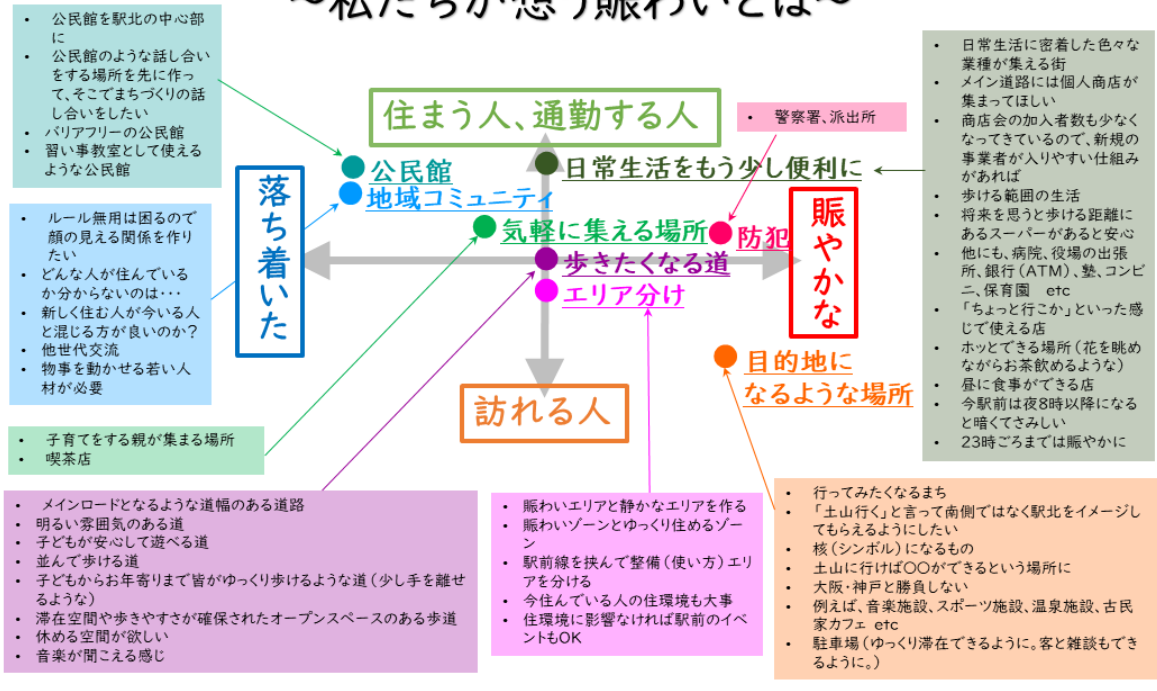 ~私たちが想う賑わいとは~
• 公民館を駅北の中心部
に
• 公民館のような話し合い
をする場所を先に作っ
て、そこでまちづくりの話
し合いをしたい
• バリアフリーの公民館
• 習い事教室として使える
ような公民館
住まう人、通勤する人
• 警察署、派出所
• 日常生活に密着した色々な
業種が集える街
• メイン道路には個人商店が
集まってほしい
• 商店会の加入者数も少なく
なってきているので、新規の
事業者が入りやすい仕組み
があれば
• 歩ける範囲の生活
• 将来を思うと歩ける距離に
あるスーパーがあると安心
• 他にも、病院、役場の出張
所、銀行(ATM)、塾、コンビ
ニ、保育園 etc
• 「ちょっと行こか」といった感
じで使える店
• ホッとできる場所(花を眺め
ながらお茶飲めるような)
• 昼に食事ができる店
• 今駅前は夜8時以降になる
と暗くてさみしい
• 23時ごろまでは賑やかに
公民館
地域コミュニティ
日常生活をもう少し便利に
気軽に集える場所
防犯
歩きたくなる道
エリア分け
落ち着いた
賑やかな
目的地に
なるような場所
訪れる人
• ルール無用は困るので
顔の見える関係を作り
たい
• どんな人が住んでいる
か分からないのは・・・
• 新しく住む人が今いる人
と混じる方が良いのか?
• 他世代交流
• 物事を動かせる若い人
材が必要
• 子育てをする親が集まる場所
• 喫茶店
• メインロードとなるような道幅のある道路
• 明るい雰囲気のある道
• 子どもが安心して遊べる道
• 並んで歩ける道
• 子どもからお年寄りまで皆がゆっくり歩けるような道(少し手を離せ
るような)
• 滞在空間や歩きやすさが確保されたオープンスペースのある歩道
• 休める空間が欲しい
• 音楽が聞こえる感じ
• 賑わいエリアと静かなエリアを作る
• 賑わいゾーンとゆっくり住めるゾー
ン
• 駅前線を挟んで整備(使い方)エリ
アを分ける
• 今住んでいる人の住環境も大事
• 住環境に影響なければ駅前のイベ
ントもOK
• 行ってみたくなるまち
• 「土山行く」と言って南側ではなく駅北をイメージし
てもらえるようにしたい
• 核(シンボル)になるもの
• 土山に行けば〇〇ができるという場所に
• 大阪・神戸と勝負しない
• 例えば、音楽施設、スポーツ施設、温泉施設、古民
家カフェ etc
• 駐車場(ゆっくり滞在できるように。客と雑談もでき
るように。)